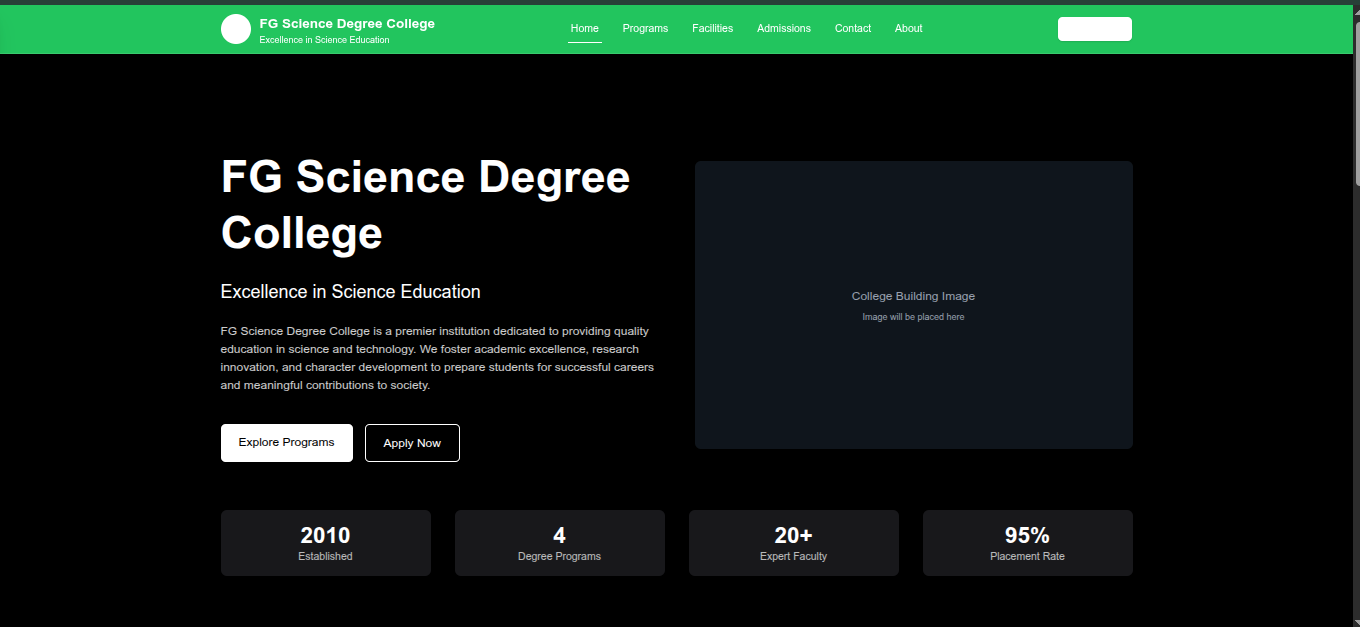 FG Science Degree College
Excellence in Science Education
Home Programs Facilities Admissions Contact About
FG Science Degree
College
Excellence in Science Education
FG Science Degree College is a premier institution dedicated to providing quality
education in science and technology. We foster academic excellence, research
innovation, and character development to prepare students for successful careers
and meaningful contributions to society.
Explore Programs
Apply Now
College Building Image
Image will be placed here
2010
Established
4
Degree Programs
20+
Expert Faculty
95%
Placement Rate